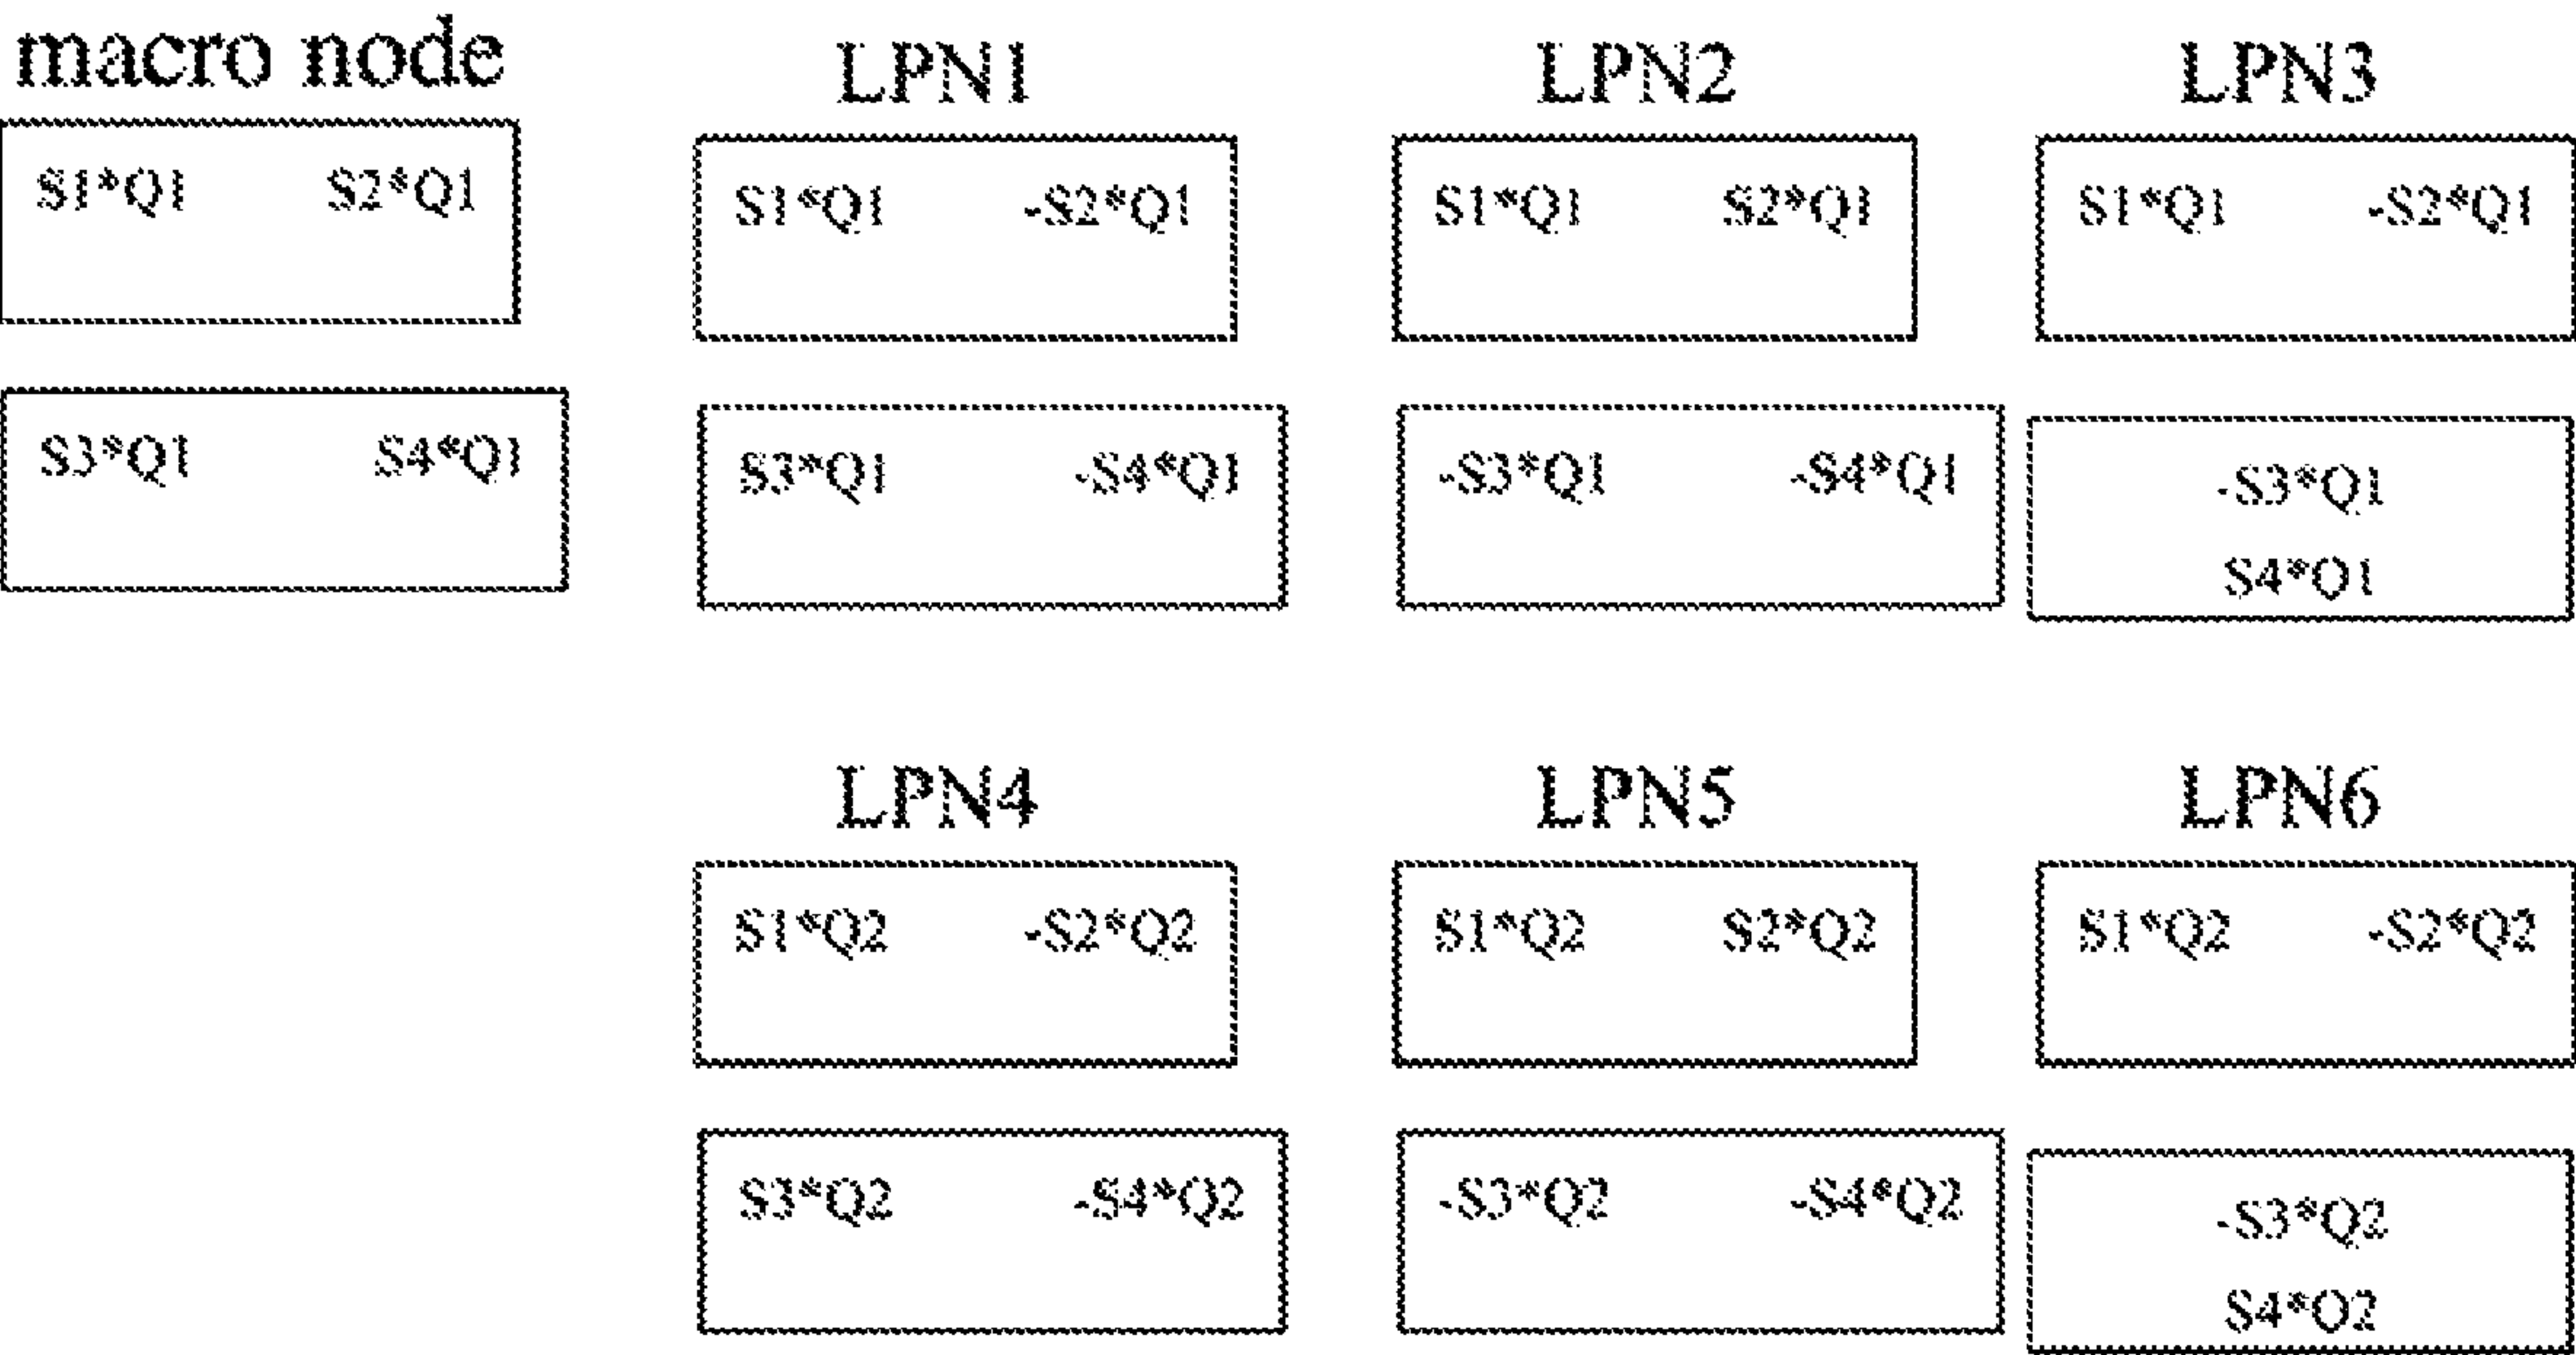 macro node LPN1 LPN2 LPN3
S1*Q1 S2*Q1 S1*Q1 -S2*Q1 S1*Q1 S2*Q1 S1*Q1 -S2*Q1
S3*Q1 S4*Q1 S3*Q1 -S4*Q1 -S3*Q1 -S4*Q1 -S3*Q1
S4*Q1
LPN4 LPN5 LPN6
S1*Q2 -S2*Q2 S1*Q2 S2*Q2 S1*Q2 -S2*Q2
S3*Q2 -S4*Q2 -S3*Q2 -S4*Q2 -S3*Q2
S4*Q2